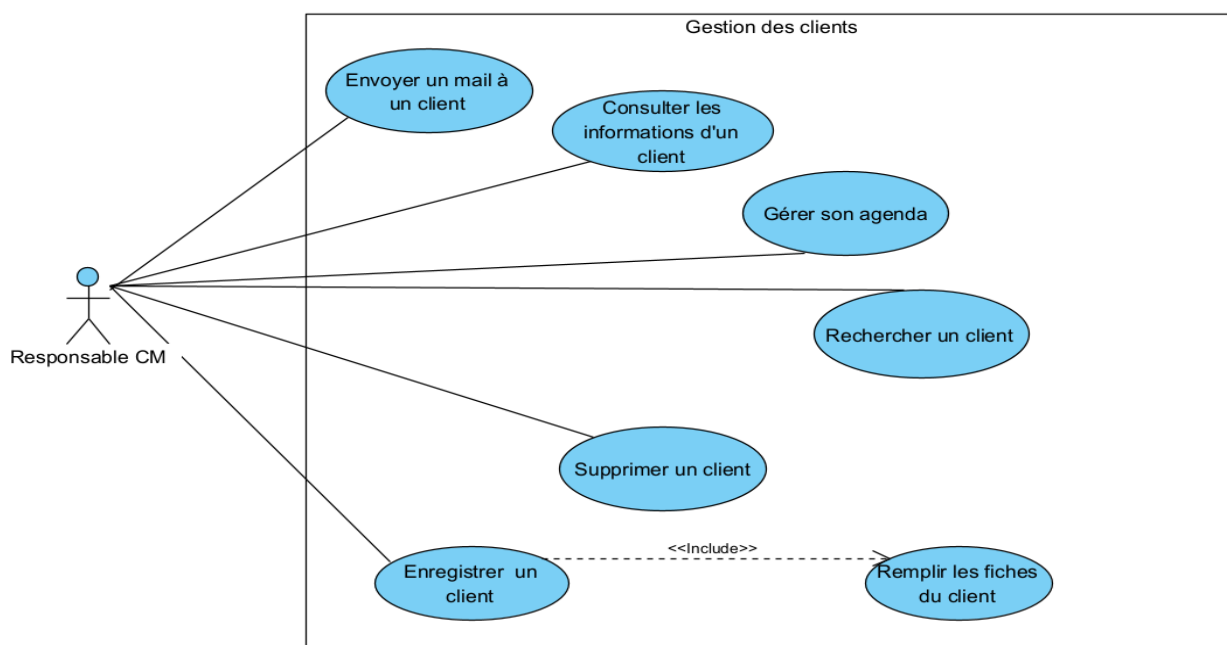 Gestion des clients
Envoyer un mail à
un client
Consulter les
informations d'un
client
Gérer son agenda
Rechercher un client
Responsable CM
Supprimer un client
<<Include>>
Enregistrer un
client
Remplir les fiches
du client